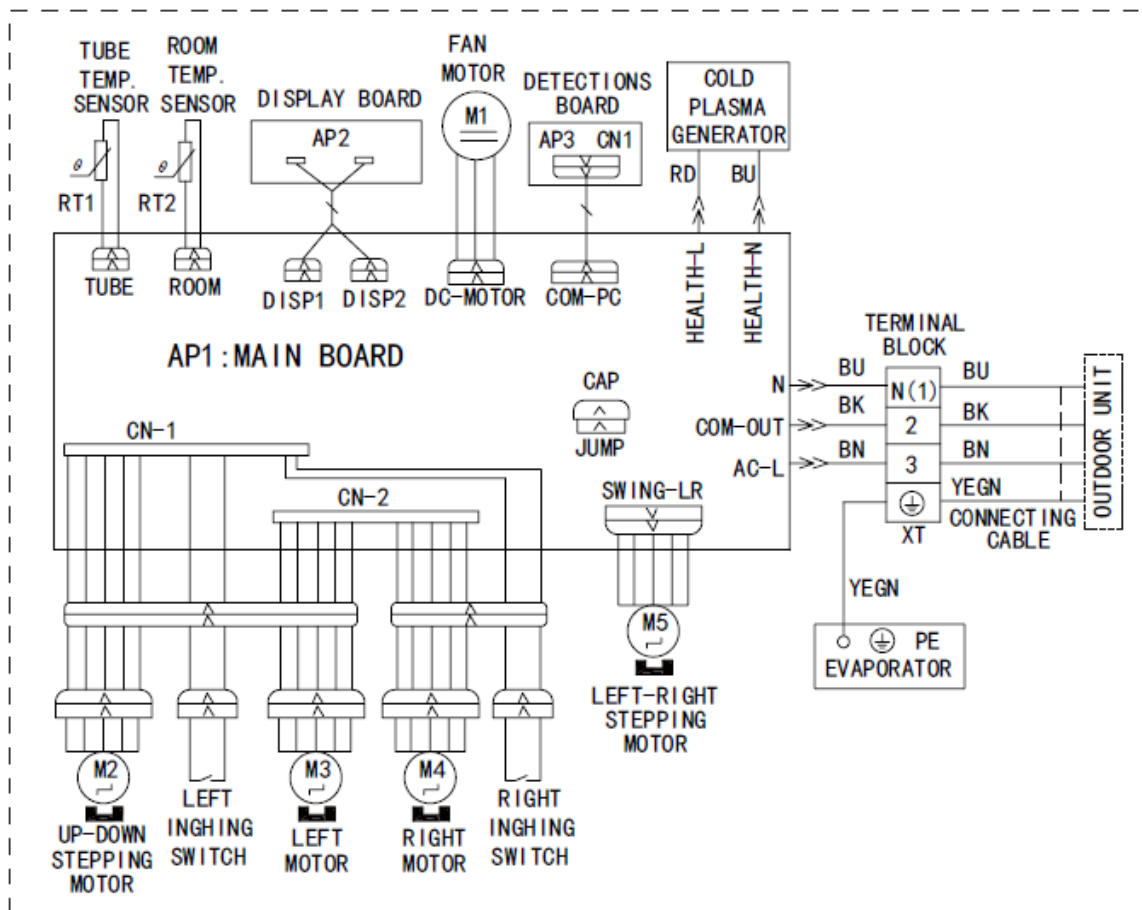 TUBE
TEMP.
SENSOR
ROOM
TEMP.
SENSOR
DISPLAY BOARD
AP2
FAN
MOTOR
M1
DETECTIONS
BOARD
AP3 CN1
COLD
PLASMA
GENERATOR
RD
BU
θ
RT1
θ
RT2
TUBE
ROOM
DISP1
DISP2
DC-MOTOR
COM-PC
HEALTH-L
HEALTH-N
AP1:MAIN BOARD
CAP
JUMP
N
COM-OUT
AC-L
BU
BK
BN
TERMINAL
BLOCK
N(1)
2
3
XT
BU
BK
BN
YEGN
CONNECTING
CABLE
OUTDOOR UNIT
YEGN
PE
EVAPORATOR
CN-1
CN-2
SWING-LR
M5
LEFT-RIGHT
STEPPING
MOTOR
M2
UP-DOWN
STEPPING
MOTOR
LEFT
INGHING
SWITCH
M3
LEFT
MOTOR
M4
RIGHT
MOTOR
RIGHT
INGHING
SWITCH